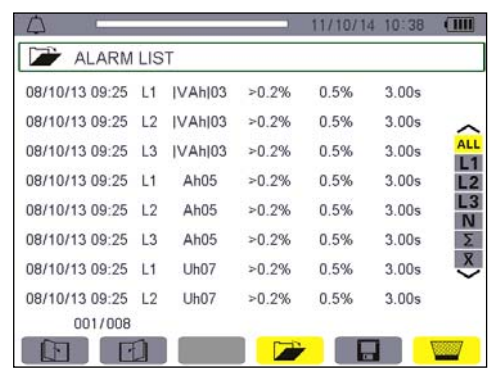 11/10/14 10:38
ALARM LIST
08/10/13 09:25 L1 |VAh|03 >0.2% 0.5% 3.00s
08/10/13 09:25 L2 |VAh|03 >0.2% 0.5% 3.00s
08/10/13 09:25 L3 |VAh|03 >0.2% 0.5% 3.00s
08/10/13 09:25 L1 Ah05 >0.2% 0.5% 3.00s
08/10/13 09:25 L2 Ah05 >0.2% 0.5% 3.00s
08/10/13 09:25 L3 Ah05 >0.2% 0.5% 3.00s
08/10/13 09:25 L1 Uh07 >0.2% 0.5% 3.00s
08/10/13 09:25 L2 Uh07 >0.2% 0.5% 3.00s
001/008
ALL
L1
L2
L3
N
Σ
X̅